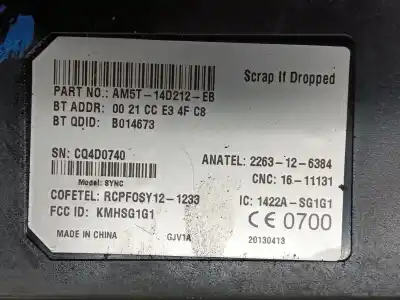 Scrap If Dropped
PART NO.: AM5T-14D212-EB
BT ADDR: 00 21 CC E3 4F C8
BT QDID: B014673
SN: CQ4D0740
ANATEL: 2263-12-6384
CNC: 16-11131
Model: SYNC
COFETEL: RCPFOSY12-1233
IC: 1422A-SG1G1
FCC ID: KMHSG1G1
CE 0700
MADE IN CHINA
GJV1A
20130413